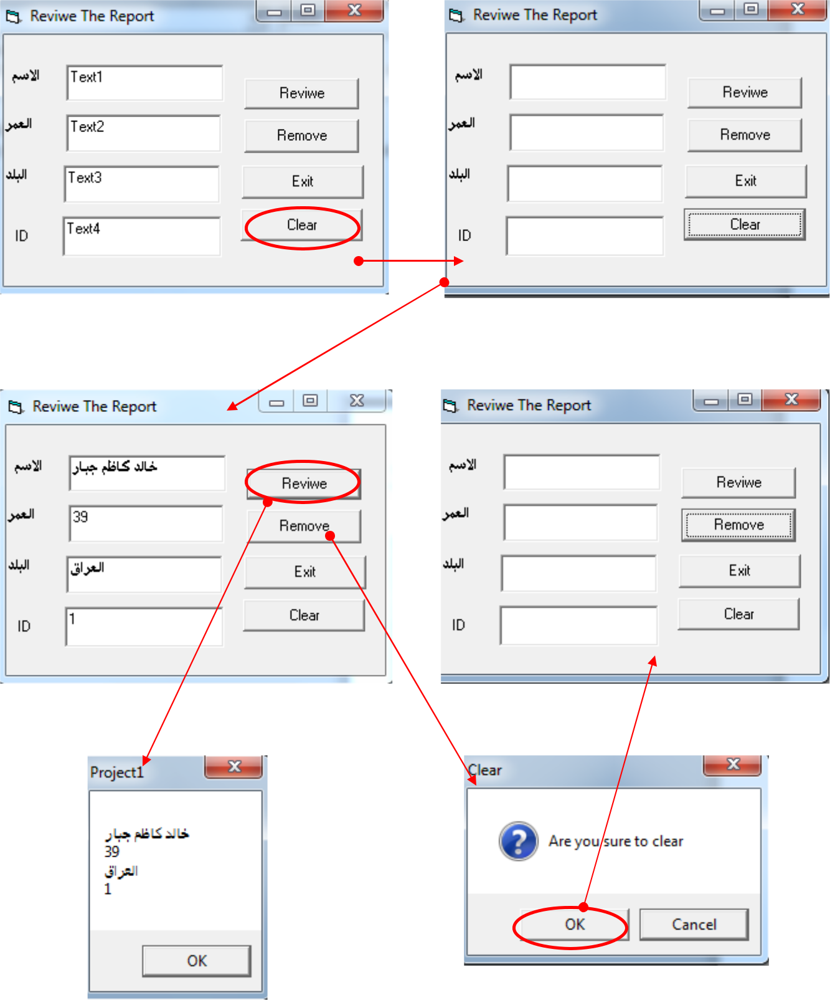 Reviwe The Report
الاسم
Text1
Reviwe
العمر
Text2
Remove
البلد
Text3
Exit
ID
Text4
Clear
Reviwe The Report
الاسم
Reviwe
العمر
Remove
البلد
Exit
ID
Clear
Reviwe The Report
الاسم
خالد كاظم جبار
Reviwe
العمر
39
Remove
البلد
العراق
Exit
ID
1
Clear
Reviwe The Report
الاسم
Reviwe
العمر
Remove
البلد
Exit
ID
Clear
Project1
خالد كاظم جبار
39
العراق
1
OK
Clear
Are you sure to clear
OK
Cancel